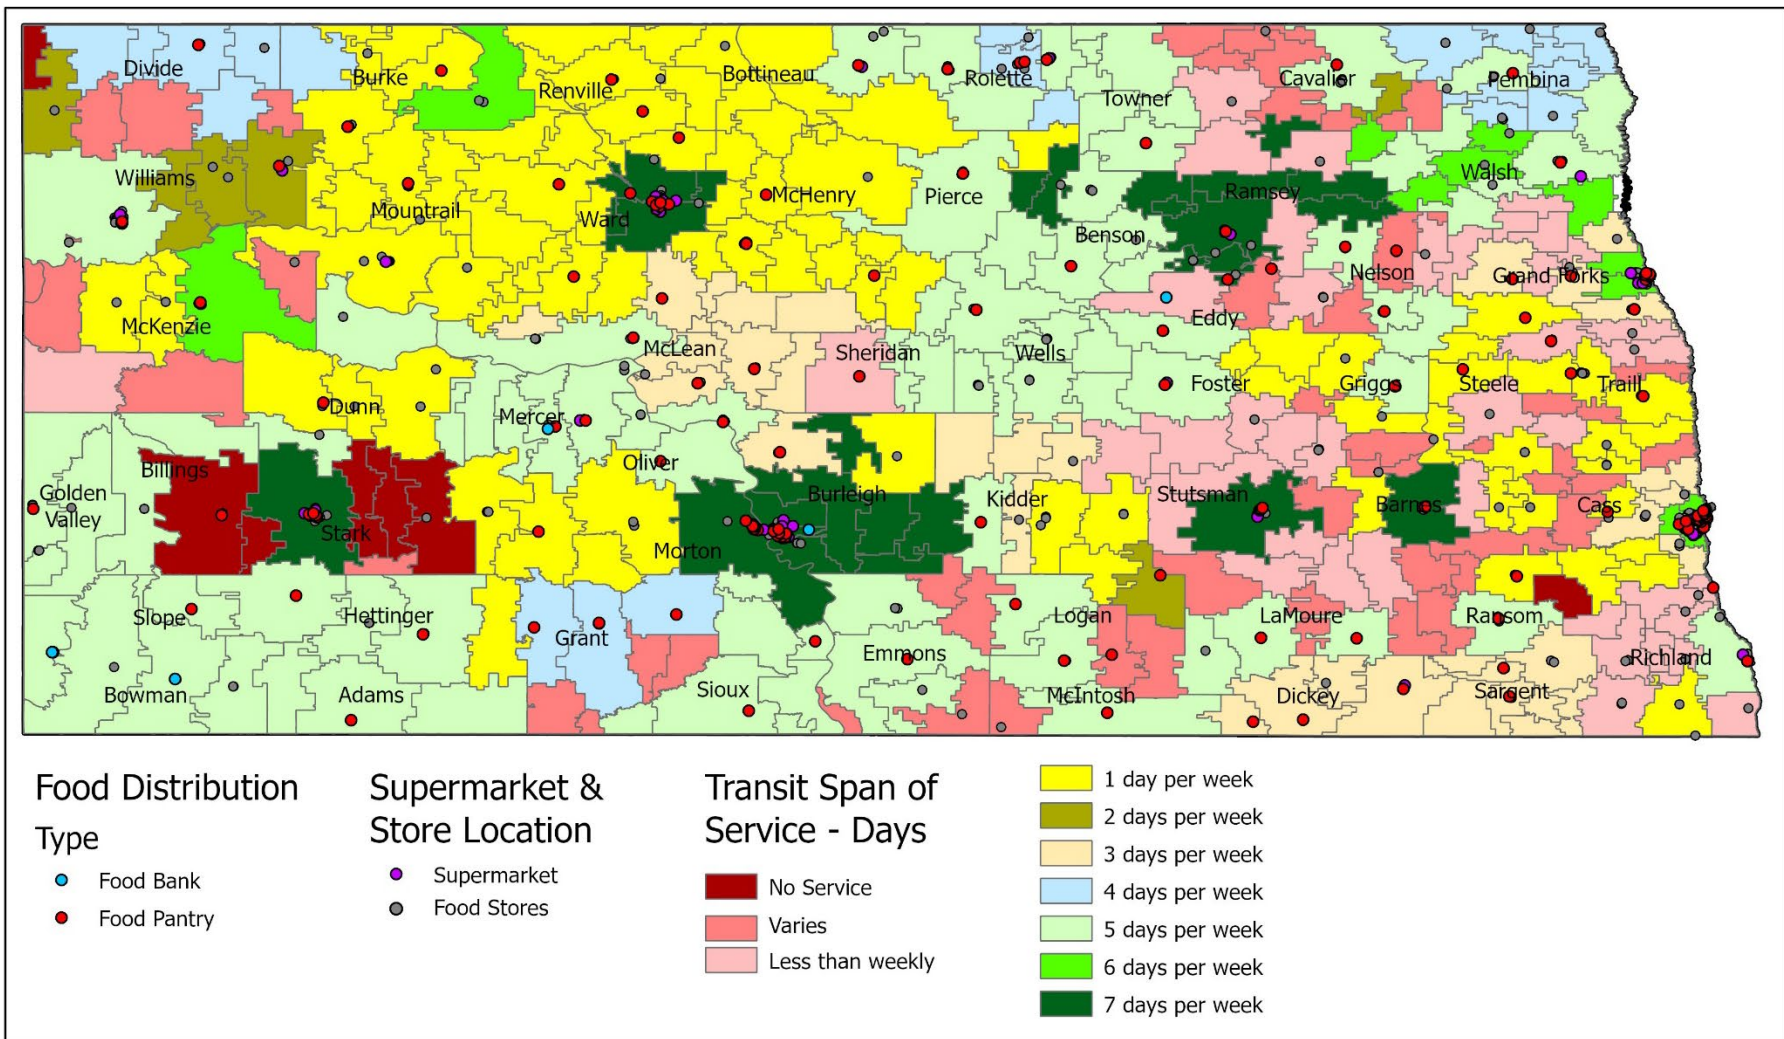 Divide
Burke
Renville
Bottineau
Rolette
Towner
Cavalier
Pembina
Williams
Mountrail
Ward
McHenry
Pierce
Benson
Ramsey
Walsh
Nelson
Grand Forks
McKenzie
McLean
Sheridan
Wells
Eddy
Foster
Griggs
Steele
Traill
Dunn
Mercer
Oliver
Billings
Golden
Valley
Stark
Morton
Burleigh
Kidder
Stutsman
Barnes
Cass
Slope
Hettinger
Grant
Emmons
Logan
LaMoure
Ransom
Richland
Bowman
Adams
Sioux
McIntosh
Dickey
Sargent
Food Distribution
Type
Food Bank
Food Pantry
Supermarket &
Store Location
Supermarket
Food Stores
Transit Span of
Service - Days
No Service
Varies
Less than weekly
1 day per week
2 days per week
3 days per week
4 days per week
5 days per week
6 days per week
7 days per week